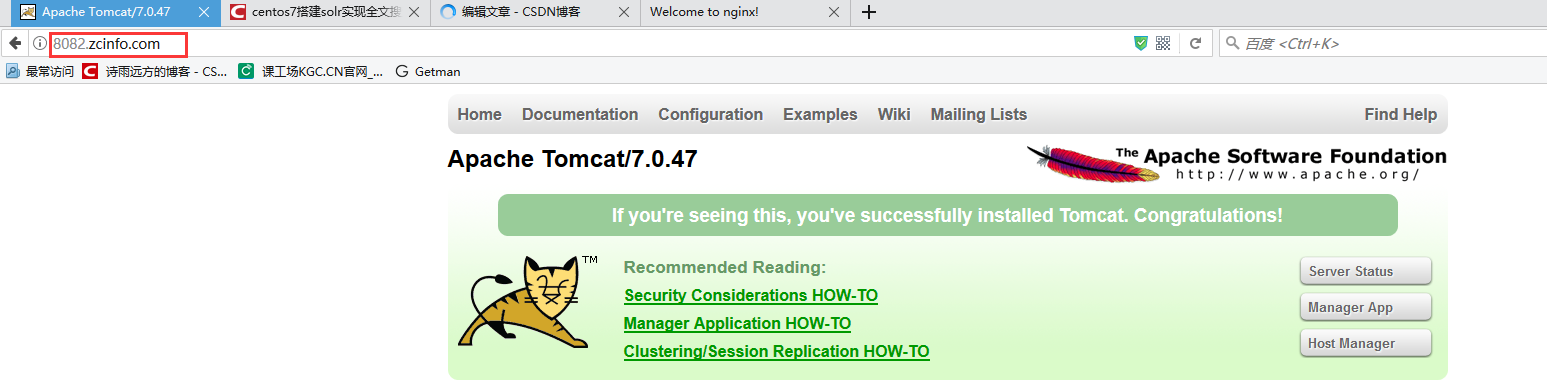 Apache Tomcat/7.0.47 centos7搭建solr实现全文搜 编辑文章 - CSDN博客 Welcome to nginx!
8082.zcinfo.com 百度 <Ctrl+K>
最常访问 诗雨远方的博客 - CS... 课工场KGC.CN官网_... Getman
Home Documentation Configuration Examples Wiki Mailing Lists Find Help
Apache Tomcat/7.0.47
The Apache Software Foundation
http://www.apache.org/
If you're seeing this, you've successfully installed Tomcat. Congratulations!
TM
Recommended Reading:
Security Considerations HOW-TO
Manager Application HOW-TO
Clustering/Session Replication HOW-TO
Server Status
Manager App
Host Manager